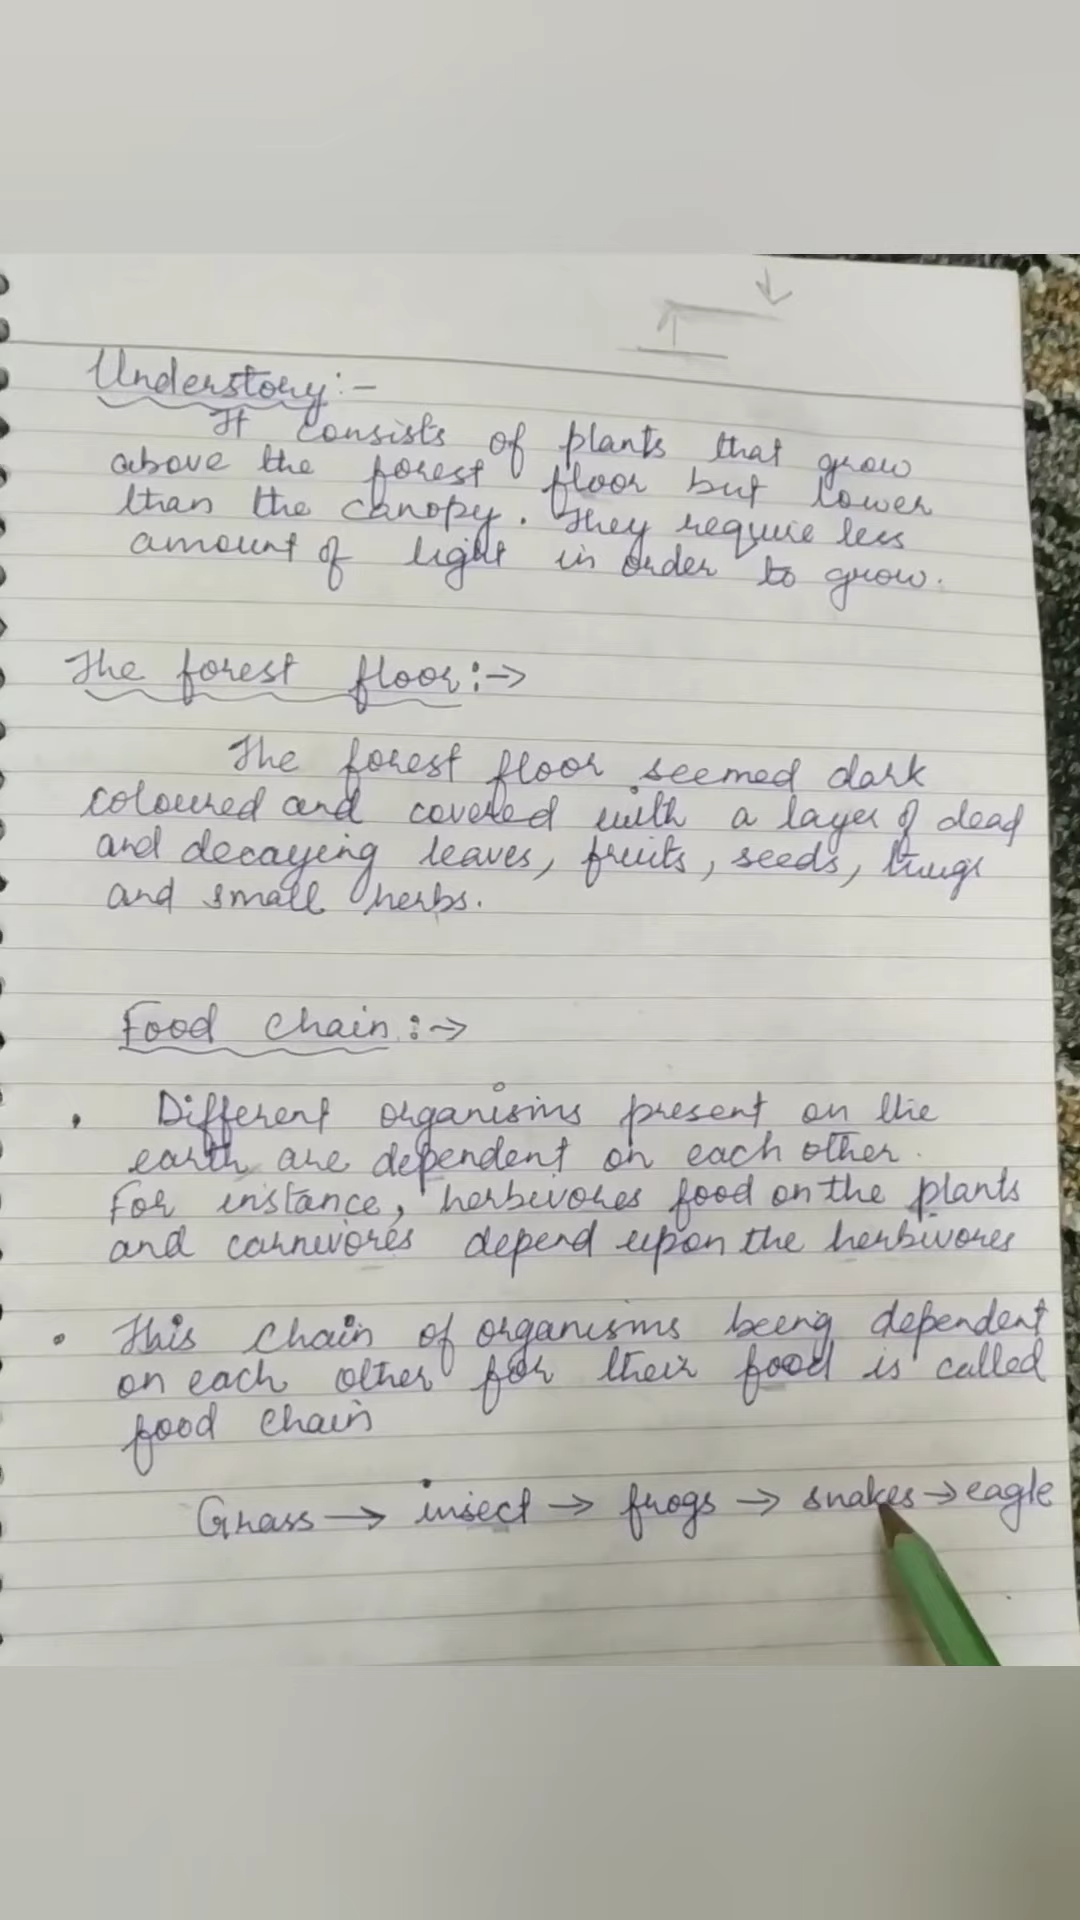 Understory:-
It consists of plants that grow
above the forest floor but lower
than the canopy. They require less
amount of light in order to grow.
The forest floor:->
The forest floor seemed dark
coloured and covered with a layer of dead
and decaying leaves, fruits, seeds, twigs
and small herbs.
Food chain:->
• Different organisms present on the
earth are dependent on each other.
For instance, herbivores food on the plants
and carnivores depend upon the herbivores
• This chain of organisms being dependent
on each other for their food is called
food chain
Grass -> insect -> frogs -> snakes -> eagle